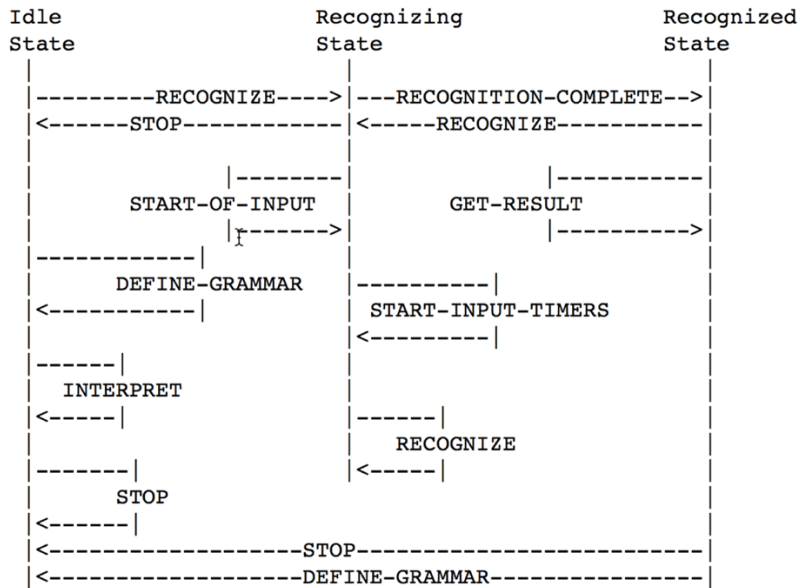 Idle Recognizing Recognized
State State State
RECOGNIZE RECOGNITION-COMPLETE
STOP RECOGNIZE
START-OF-INPUT GET-RESULT
DEFINE-GRAMMAR
START-INPUT-TIMERS
INTERPRET
RECOGNIZE
STOP
STOP
DEFINE-GRAMMAR